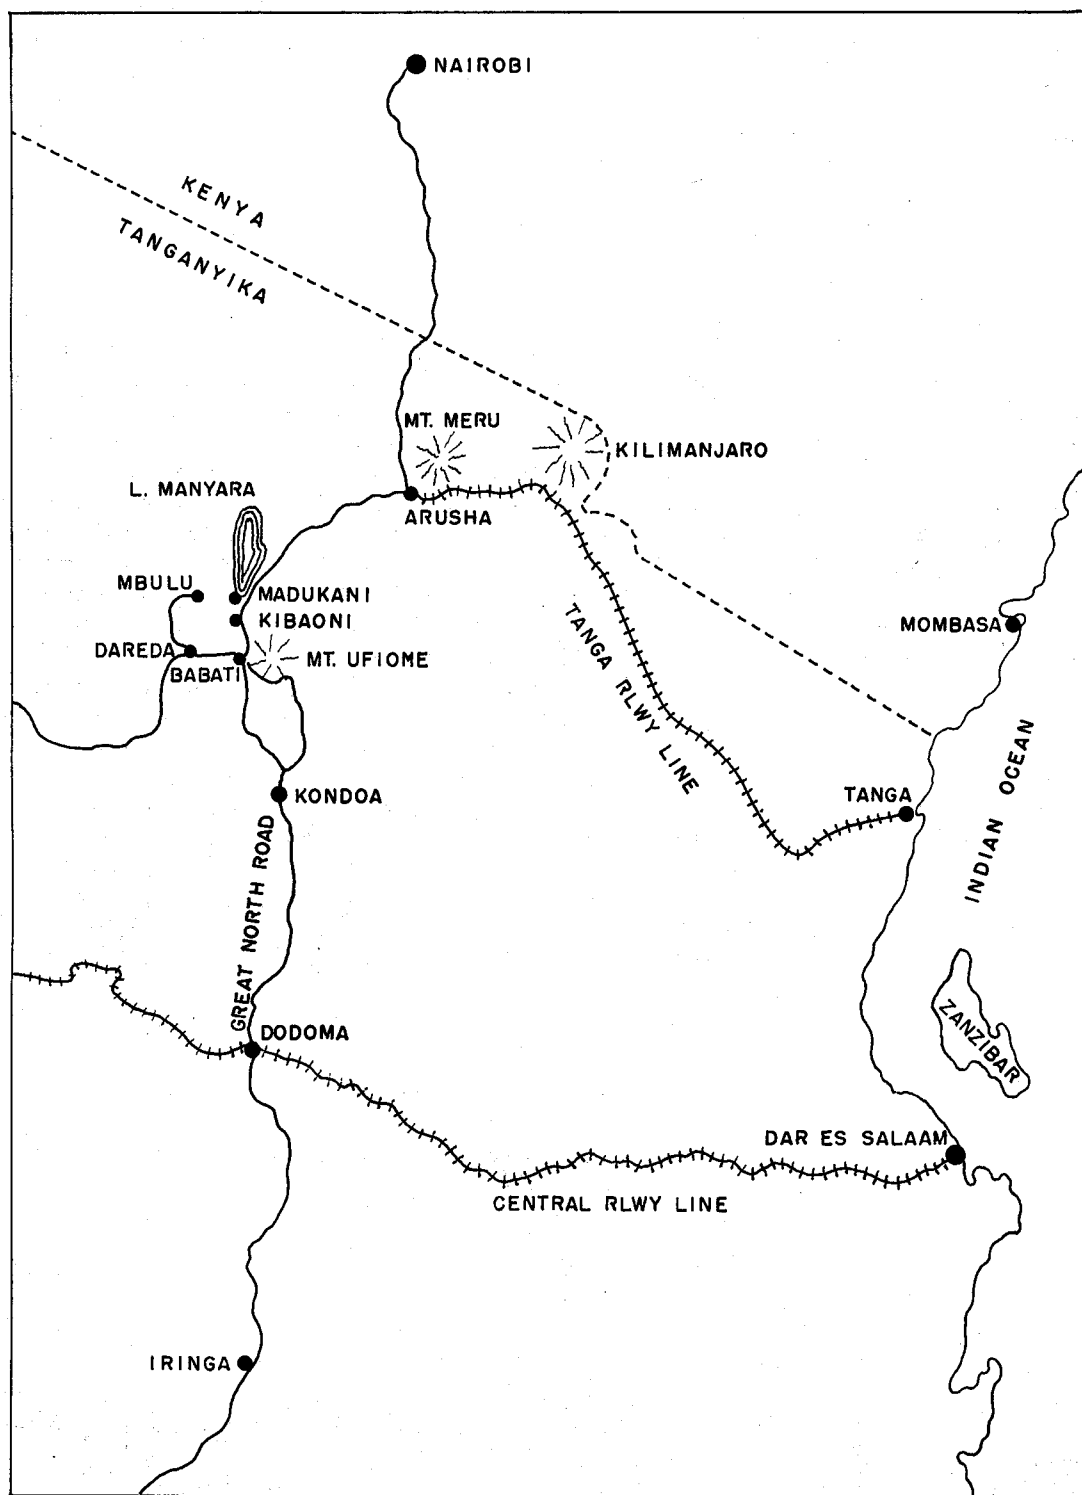 NAIROBI
KENYA
TANGANYIKA
MT. MERU
KILIMANJARO
L. MANYARA
ARUSHA
MBULU
MADUKANI
KIBAONI
MOMBASA
DAREDA
BABATI
MT. UFIOME
TANGA RLWY LINE
KONDOA
TANGA
INDIAN OCEAN
GREAT NORTH ROAD
ZANZIBAR
DODOMA
DAR ES SALAAM
CENTRAL RLWY LINE
IRINGA